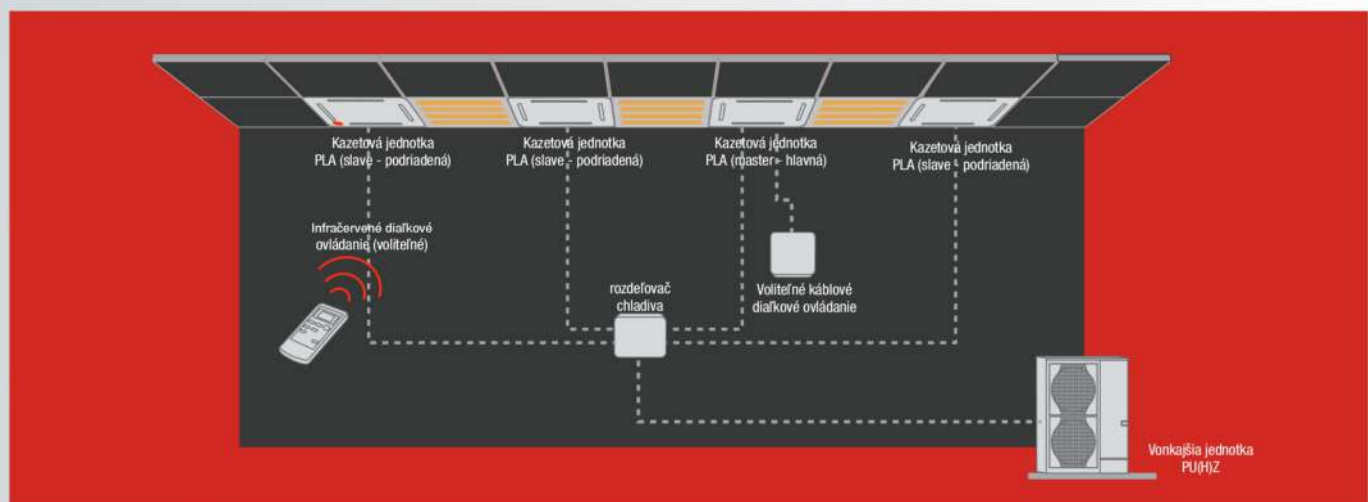 Kazetová jednotka
PLA (slave - podriadená)
Kazetová jednotka
PLA (slave - podriadená)
Kazetová jednotka
PLA (master - hlavná)
Kazetová jednotka
PLA (slave - podriadená)
Infračervené diaľkové
ovládanie (voliteľné)
rozdeľovač
chladiva
Voliteľné káblové
diaľkové ovládanie
Vonkajšia jednotka
PU(H)Z